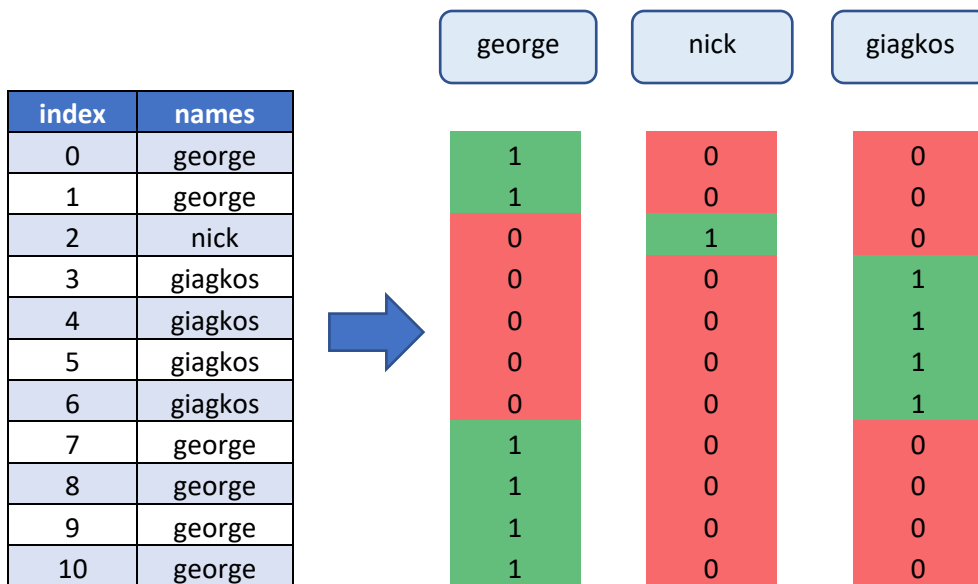 george nick giagkos
index names
0 george 1 0 0
1 george 1 0 0
2 nick 0 1 0
3 giagkos 0 0 1
4 giagkos 0 0 1
5 giagkos 0 0 1
6 giagkos 0 0 1
7 george 1 0 0
8 george 1 0 0
9 george 1 0 0
10 george 1 0 0